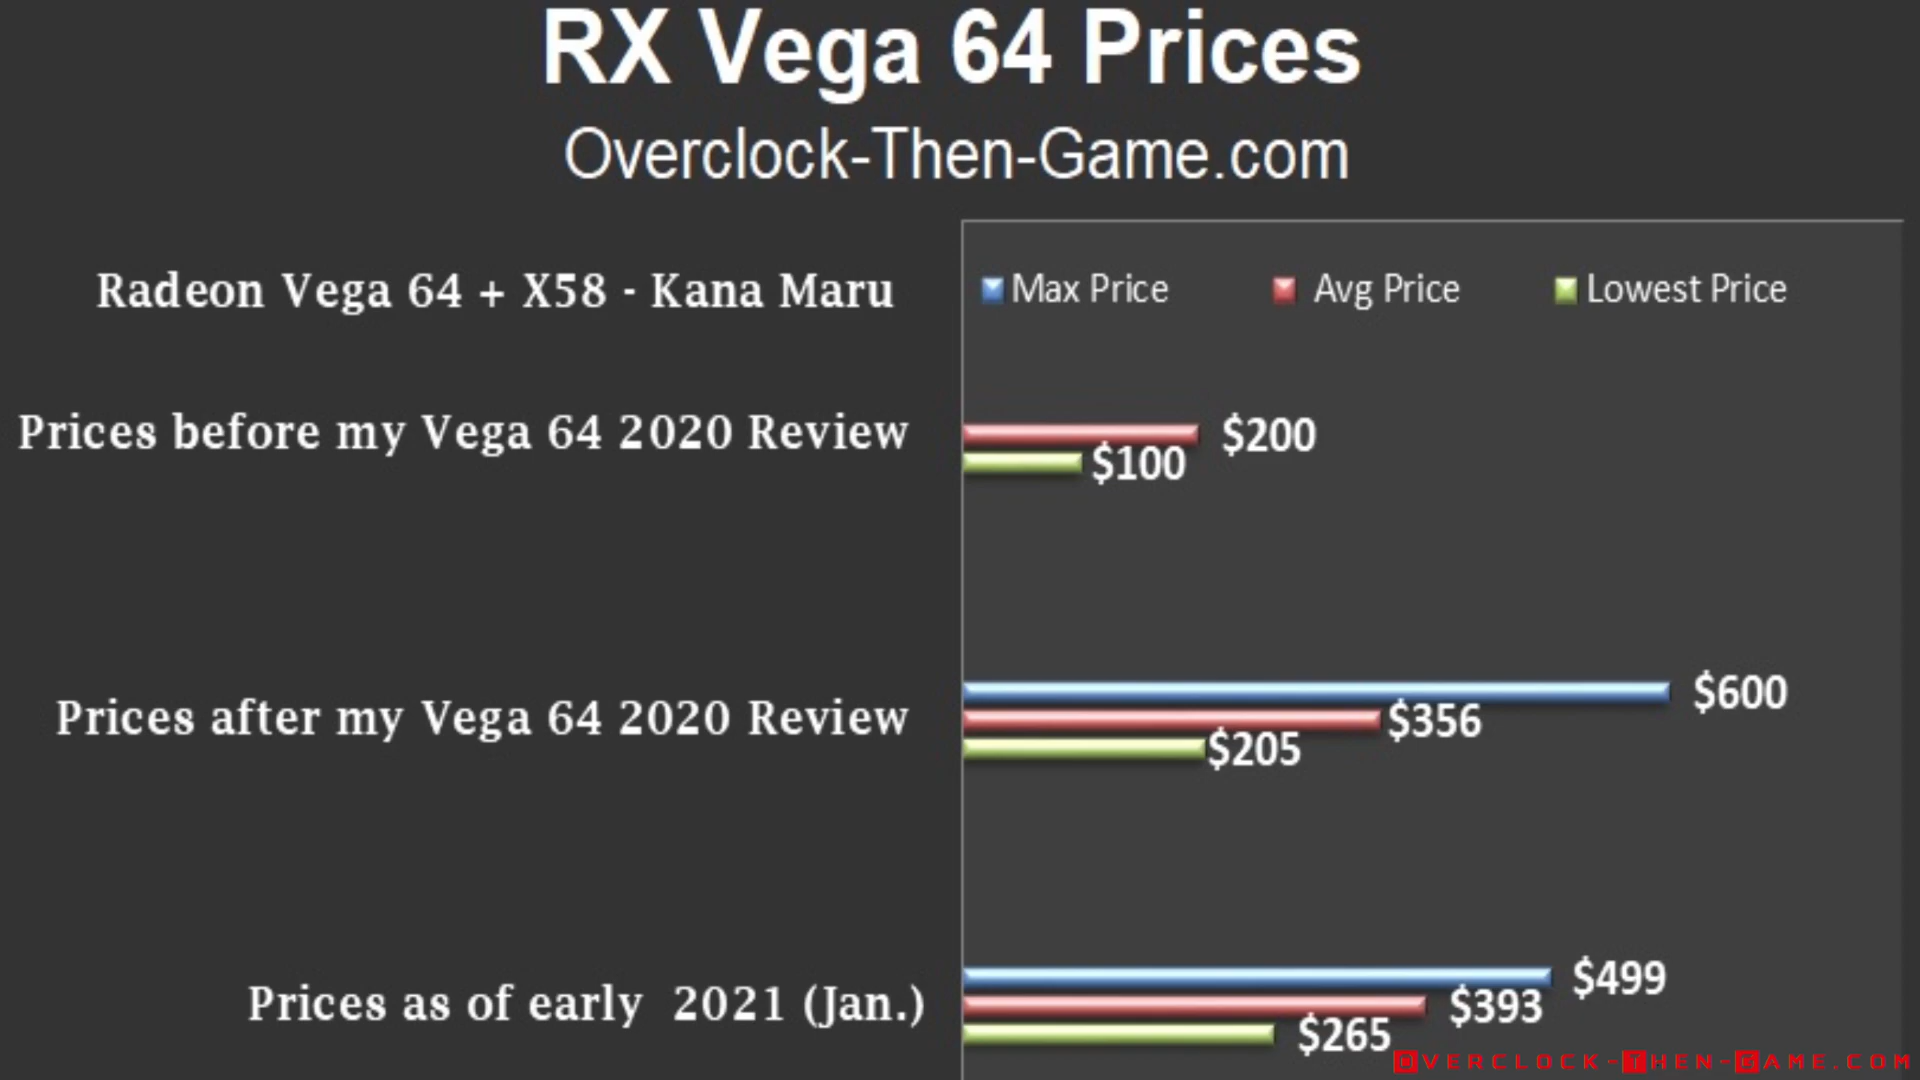 RX Vega 64 Prices
Overclock-Then-Game.com
Radeon Vega 64 + X58 - Kana Maru
Max Price
Avg Price
Lowest Price
Prices before my Vega 64 2020 Review
$200
$100
Prices after my Vega 64 2020 Review
$600
$356
$205
Prices as of early 2021 (Jan.)
$499
$393
$265
OVERCLOCK-THEN-GAME.COM